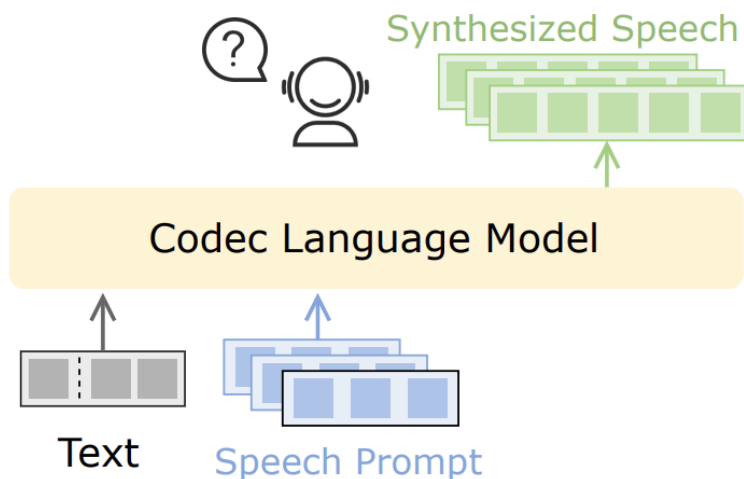 Synthesized Speech
?
Codec Language Model
Text
Speech Prompt